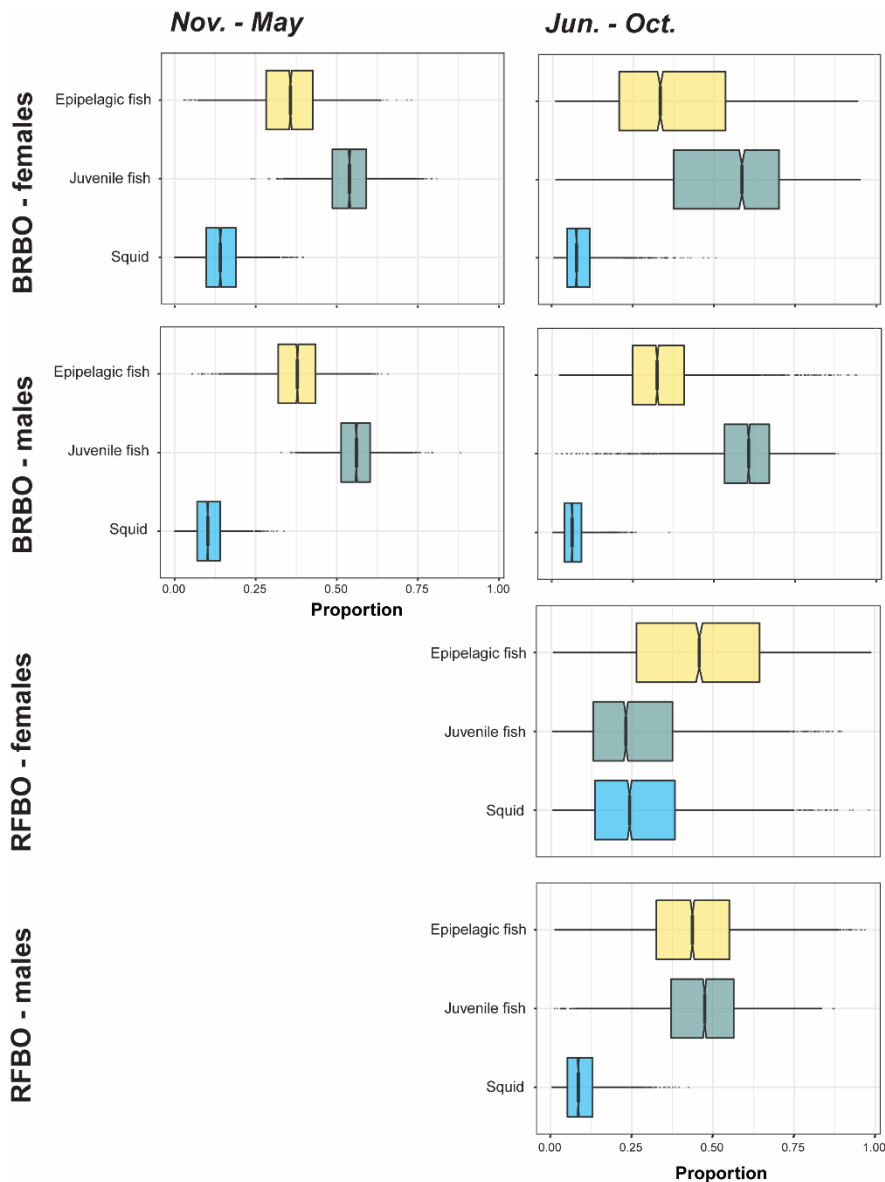 Nov. - May
Jun. - Oct.
BRBO - females
Epipelagic fish
Juvenile fish
Squid
BRBO - males
Epipelagic fish
Juvenile fish
Squid
0.00 0.25 0.50 0.75 1.00
Proportion
RFBO - females
Epipelagic fish
Juvenile fish
Squid
RFBO - males
Epipelagic fish
Juvenile fish
Squid
0.00 0.25 0.50 0.75 1.00
Proportion